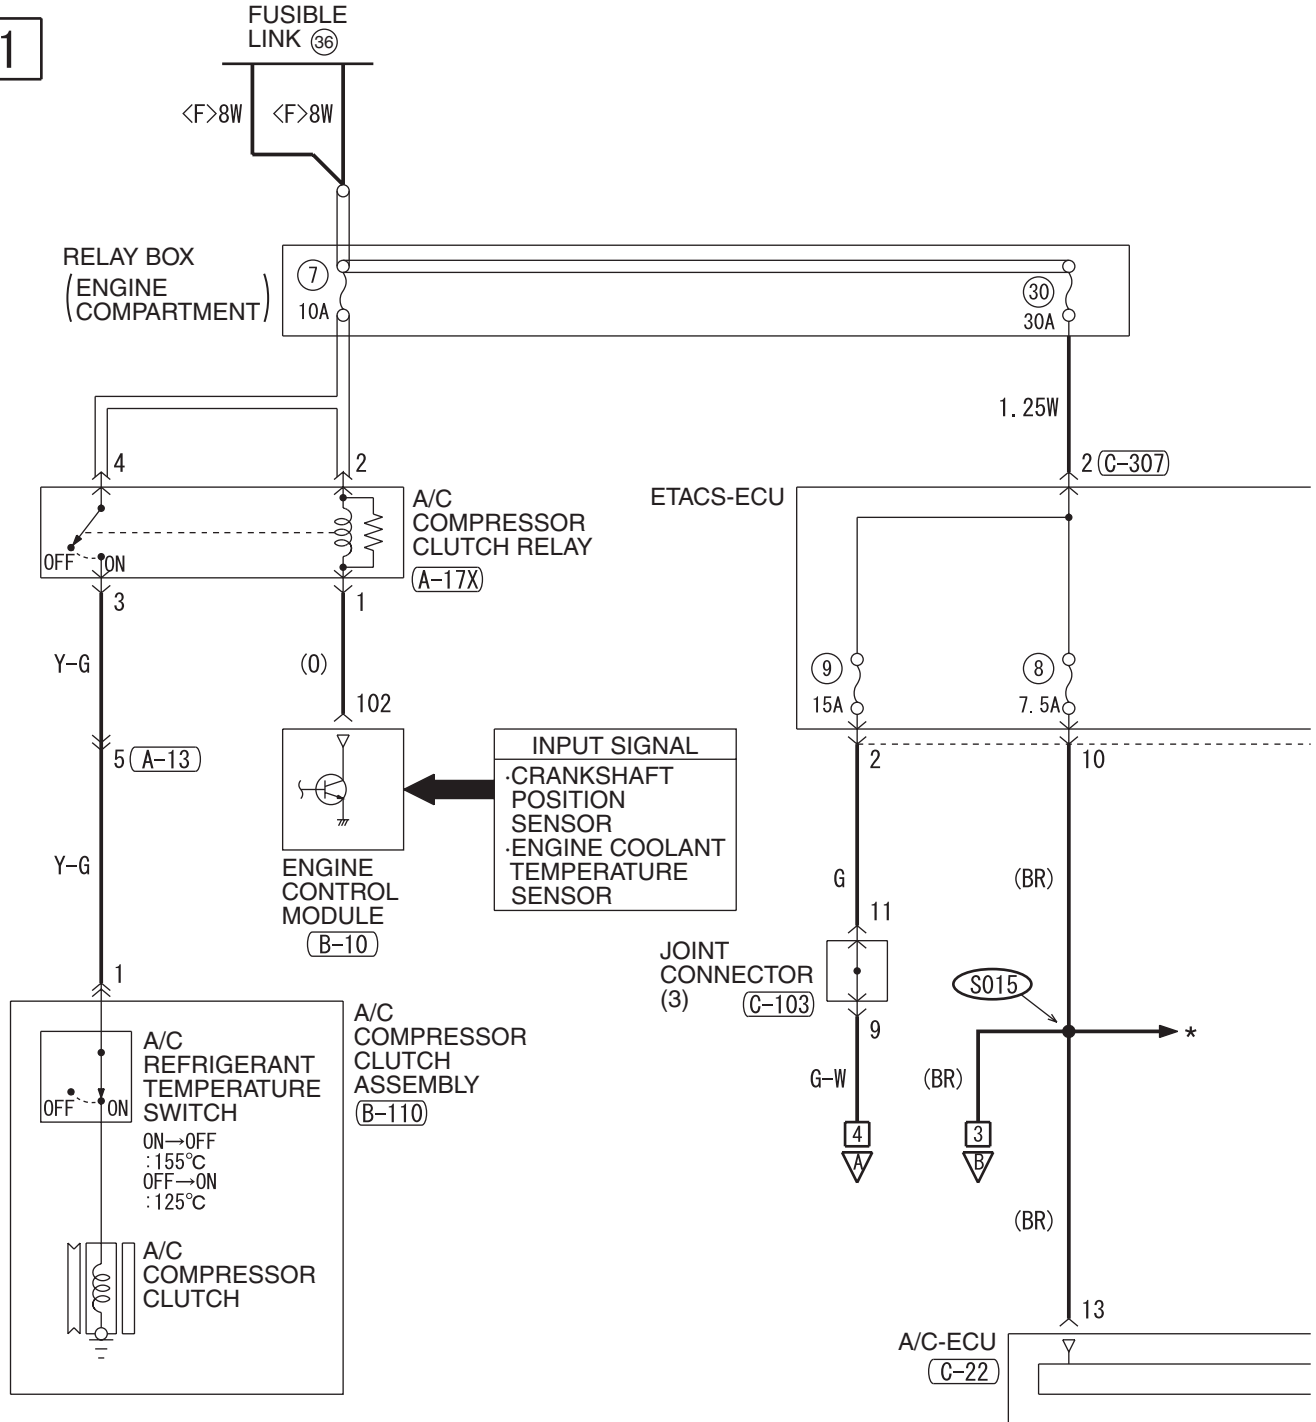 1
FUSIBLE
LINK 36
<F>8W <F>8W
RELAY BOX
(ENGINE
COMPARTMENT)
7
10A
30
30A
1.25W
4
2
2 C-307
A/C
COMPRESSOR
CLUTCH RELAY
A-17X
OFF ON
3
1
ETACS-ECU
Y-G
(O)
102
9
15A
8
7.5A
2
10
5 A-13
INPUT SIGNAL
·CRANKSHAFT
POSITION
SENSOR
·ENGINE COOLANT
TEMPERATURE
SENSOR
ENGINE
CONTROL
MODULE
B-10
Y-G
G
(BR)
11
JOINT
CONNECTOR
(3) C-103
9
S015
*
G-W
(BR)
4
A
3
B
(BR)
1
A/C
COMPRESSOR
CLUTCH
ASSEMBLY
B-110
A/C
REFRIGERANT
TEMPERATURE
SWITCH
OFF ON
ON→OFF
:155℃
OFF→ON
:125℃
A/C
COMPRESSOR
CLUTCH
13
A/C-ECU
C-22